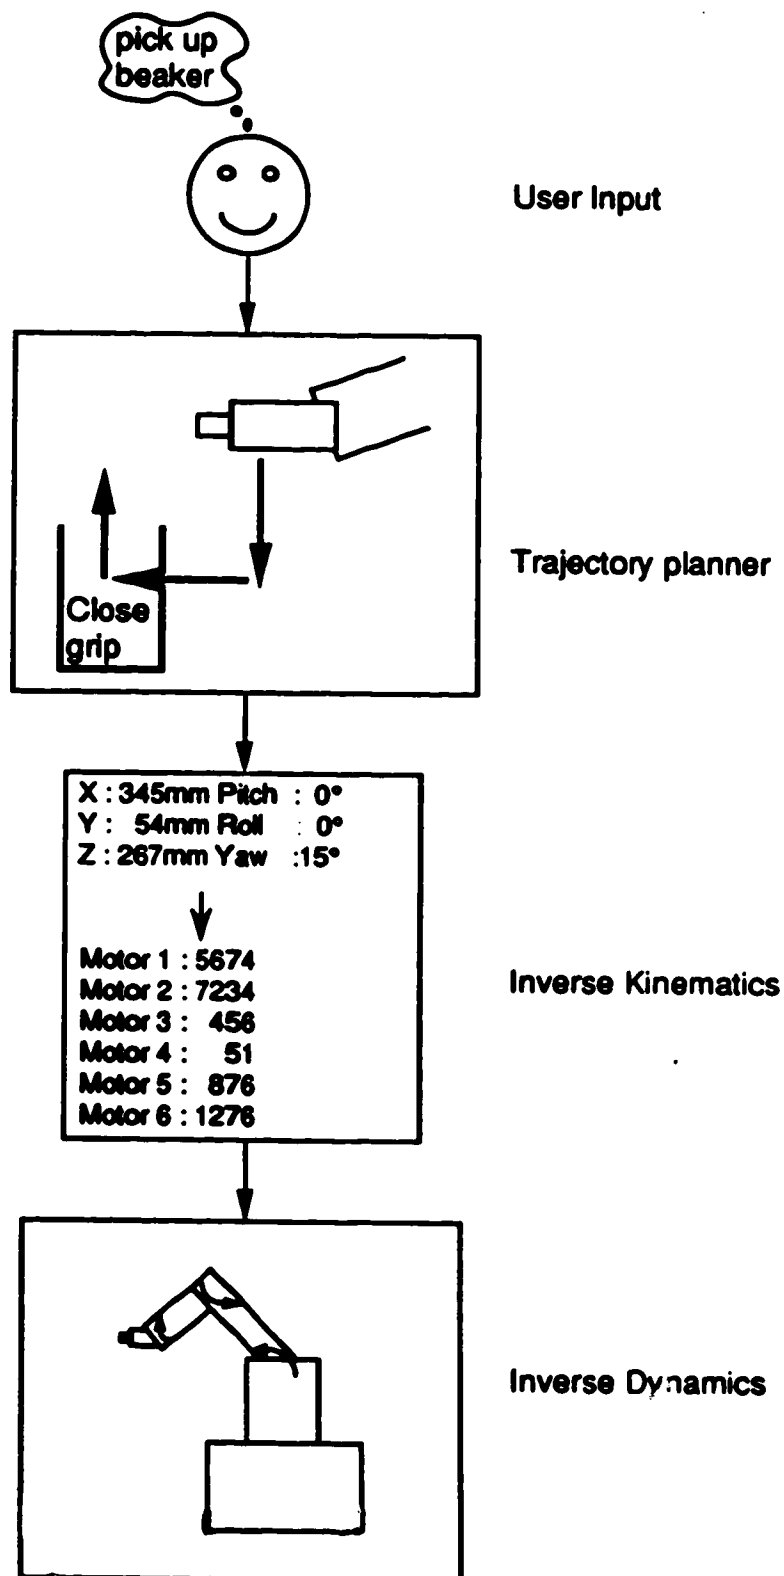 pick up
beaker
User Input
Trajectory planner
Close
grip
X : 345mm Pitch : 0°
Y : 54mm Roll : 0°
Z : 267mm Yaw :15°
Motor 1 : 5674
Motor 2 : 7234
Motor 3 : 456
Motor 4 : 51
Motor 5 : 876
Motor 6 : 1276
Inverse Kinematics
Inverse Dynamics